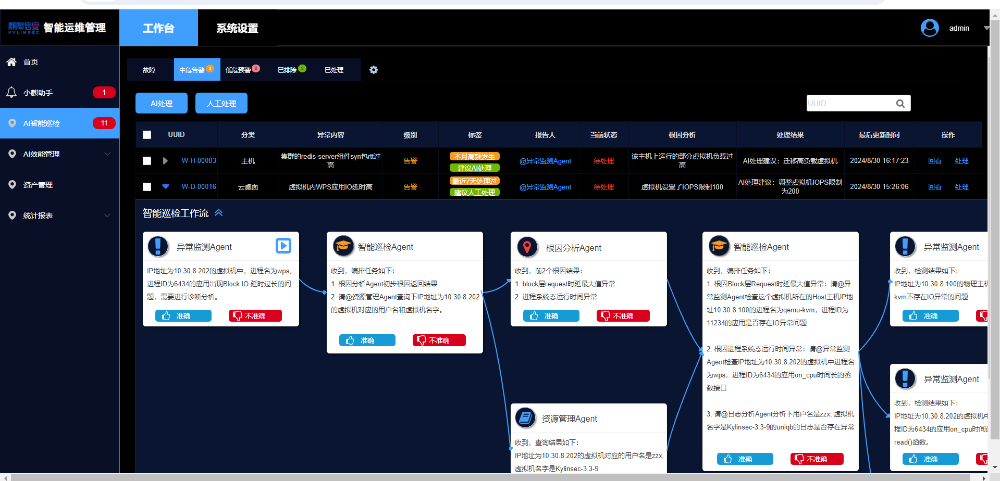 麒麟信安
KYLINSEC
智能运维管理
工作台
系统设置
admin
首页
小麒助手
1
AI智能巡检
11
AI效能管理
资产管理
统计报表
故障
中危告警 3
低危预警 8
已排除 3
已处理
AI处理
人工处理
UUID
UUID 分类 异常内容 级别 标签 报告人 当前状态 根因分析 处理结果 最后更新时间 操作
W-H-00003
主机
集群的redis-server组件syn包rtt过
高
告警
本月高频发生
建议AI处理
@异常监测Agent
待处理
该主机上运行的部分虚拟机负载过
高
AI处理建议：迁移高负载虚拟机
2024/8/30 16:17:23
回看 处理
W-D-00016
云桌面
虚拟机内WPS应用IO延时高
告警
最近7天处理过
建议人工处理
@异常监测Agent
待处理
虚拟机设置了IOPS限制100
AI处理建议：调整虚拟机IOPS限制
为200
2024/8/30 15:26:06
回看 处理
智能巡检工作流
异常监测Agent
IP地址为10.30.8.202的虚拟机中，进程名为wps，
进程ID为6434的应用出现Block IO 延时过长的问
题，需要进行诊断分析。
准确 不准确
智能巡检Agent
收到，编排任务如下：
1. 根因分析Agent初步根因返回结果
2. 请@资源管理Agent查询下IP地址为10.30.8.202
的虚拟机对应的用户名和虚拟机名字。
准确 不准确
根因分析Agent
收到，前2个根因结果：
1. block层request时延最大值异常
2. 进程系统态运行时间异常
准确 不准确
资源管理Agent
收到，查询结果如下：
IP地址为10.30.8.202的虚拟机对应的用户名是zzx,
虚拟机名字是Kylinsec-3.3-9
智能巡检Agent
收到，编排任务如下：
1. 根因Block层Request时延最大值异常：请@异
常监测Agent检查这个虚拟机所在的Host主机IP地
址10.30.8.100的进程名为qemu-kvm，进程ID为
11234的应用是否存在IO异常问题
2. 根因进程系统态运行时间异常：请@异常监测
Agent检查IP地址为10.30.8.202的虚拟机中进程名
为wps，进程ID为6434的应用on_cpu时间长的函
数接口
3. 请@日志分析Agent分析下用户名是zzx, 虚拟机
名字是Kylinsec-3.3-9的uniqb的日志是否存在异常
准确 不准确
异常监测Agent
收到，检测结果如下：
IP地址为10.30.8.100的物理主机
kvm不存在IO异常的问题
准确
异常监测Agent
收到，检测结果如下：
IP地址为10.30.8.202的虚拟机中
程ID为6434的应用on_cpu时间
read()函数。
准确